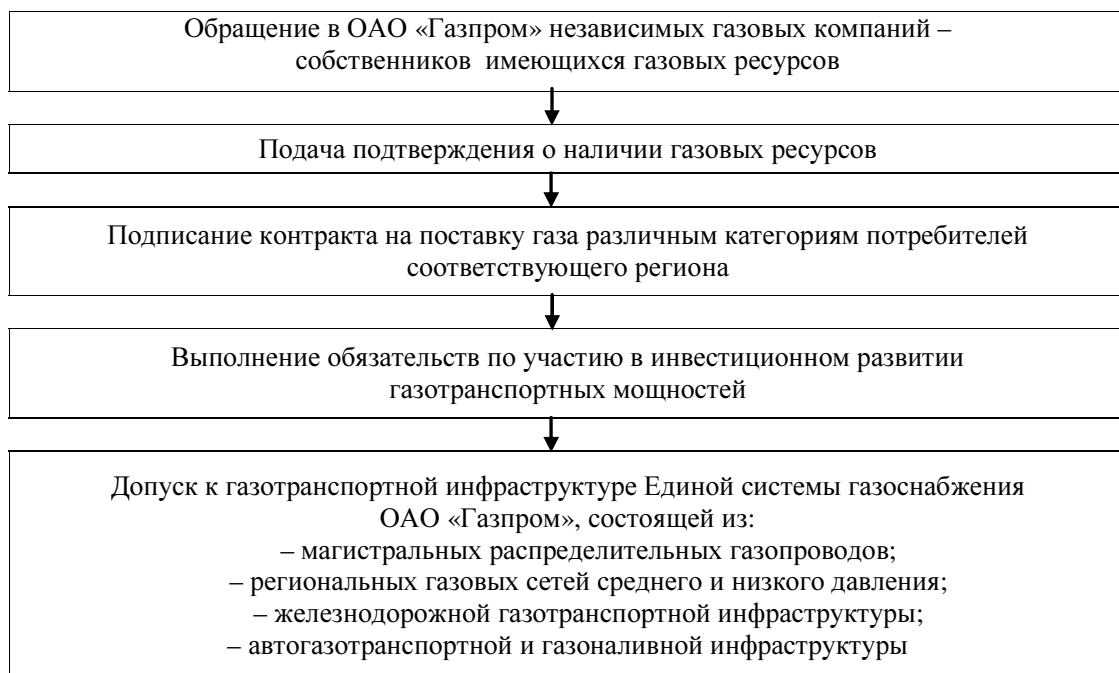 Обращение в ОАО «Газпром» независимых газовых компаний –
собственников имеющихся газовых ресурсов
Подача подтверждения о наличии газовых ресурсов
Подписание контракта на поставку газа различным категориям потребителей
соответствующего региона
Выполнение обязательств по участию в инвестиционном развитии
газотранспортных мощностей
Допуск к газотранспортной инфраструктуре Единой системы газоснабжения
ОАО «Газпром», состоящей из:
– магистральных распределительных газопроводов;
– региональных газовых сетей среднего и низкого давления;
– железнодорожной газотранспортной инфраструктуры;
– автогазотранспортной и газоналивной инфраструктуры